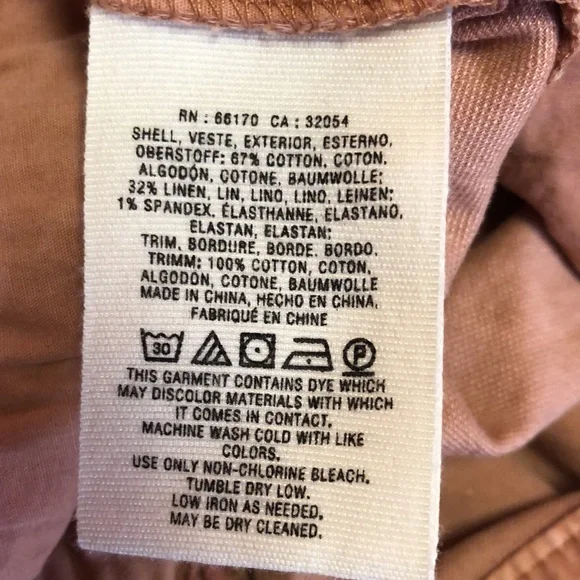 RN : 66170 CA : 32054
SHELL, VESTE, EXTERIOR, ESTERNO,
OBERSTOFF: 67% COTTON, COTON,
ALGODÓN, COTONE, BAUMWOLLE;
32% LINEN, LIN, LINO, LINO, LEINEN;
1% SPANDEX, ÉLASTHANNE, ELASTANO,
ELASTAN, ELASTAN;
TRIM, BORDURE, BORDE, BORDO,
TRIMM: 100% COTTON, COTON,
ALGODÓN, COTONE, BAUMWOLLE
MADE IN CHINA, HECHO EN CHINA,
FABRIQUÉ EN CHINE
30 P
THIS GARMENT CONTAINS DYE WHICH
MAY DISCOLOR MATERIALS WITH WHICH
IT COMES IN CONTACT.
MACHINE WASH COLD WITH LIKE
COLORS.
USE ONLY NON-CHLORINE BLEACH.
TUMBLE DRY LOW.
LOW IRON AS NEEDED.
MAY BE DRY CLEANED.